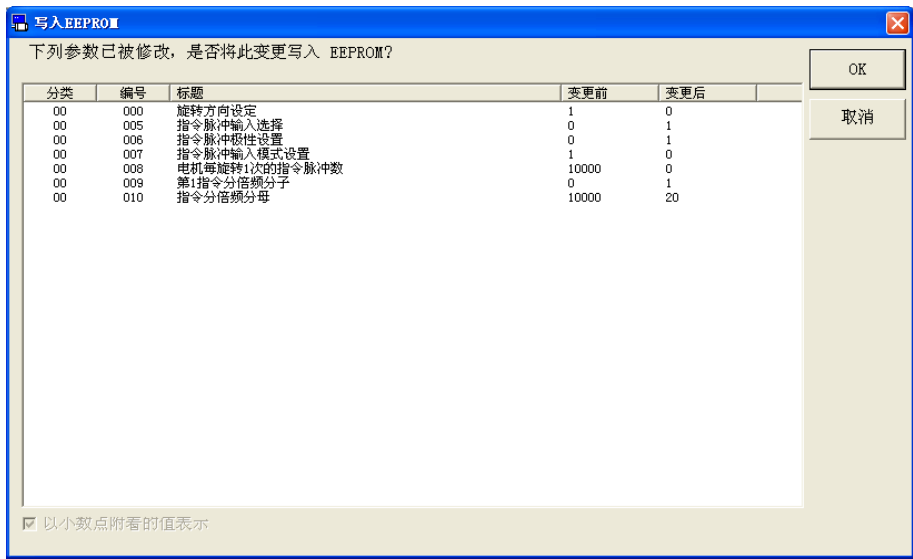 写入EEPROM
下列参数已被修改，是否将此变更写入 EEPROM?
OK
取消
分类 编号 标题 变更前 变更后
00 000 旋转方向设定 1 0
00 005 指令脉冲输入选择 0 1
00 006 指令脉冲极性设置 0 1
00 007 指令脉冲输入模式设置 1 0
00 008 电机每旋转1次的指令脉冲数 10000 0
00 009 第1指令分倍频分子 0 1
00 010 指令分倍频分母 10000 20
以小数点附着的值表示